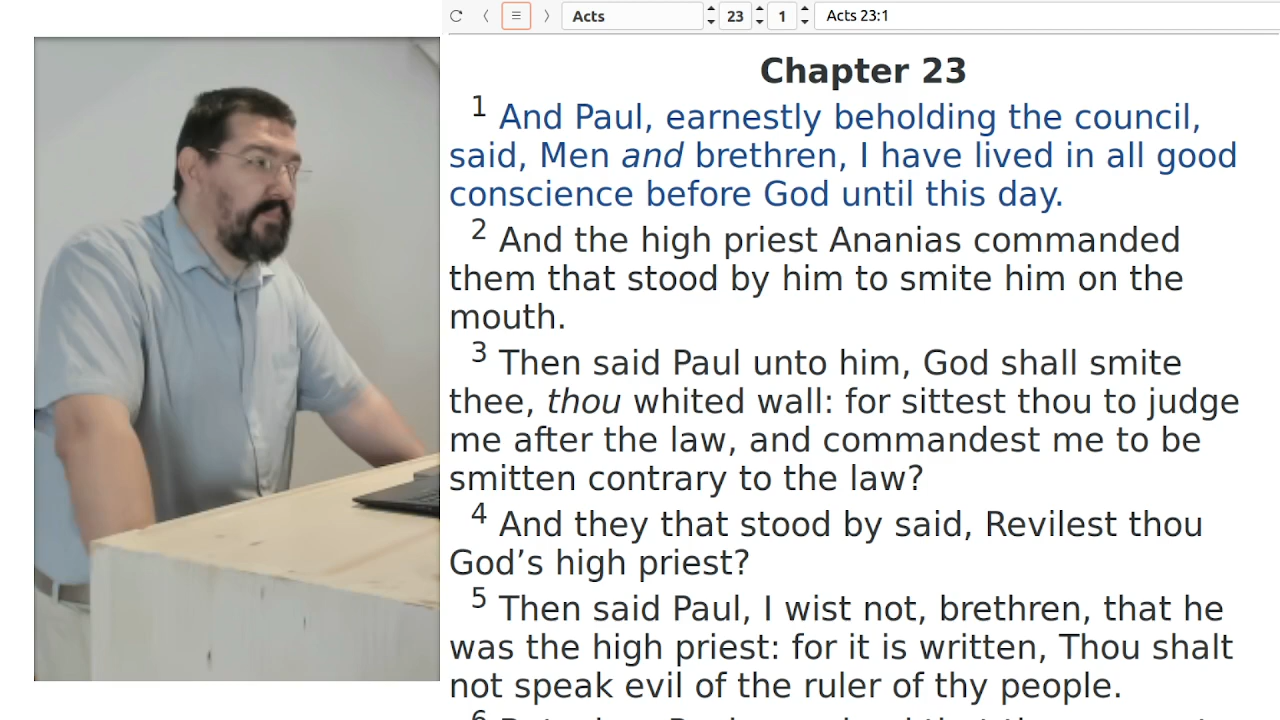 Acts 23 1 Acts 23:1
Chapter 23
1 And Paul, earnestly beholding the council,
said, Men and brethren, I have lived in all good
conscience before God until this day.
2 And the high priest Ananias commanded
them that stood by him to smite him on the
mouth.
3 Then said Paul unto him, God shall smite
thee, thou whited wall: for sittest thou to judge
me after the law, and commandest me to be
smitten contrary to the law?
4 And they that stood by said, Revilest thou
God’s high priest?
5 Then said Paul, I wist not, brethren, that he
was the high priest: for it is written, Thou shalt
not speak evil of the ruler of thy people.